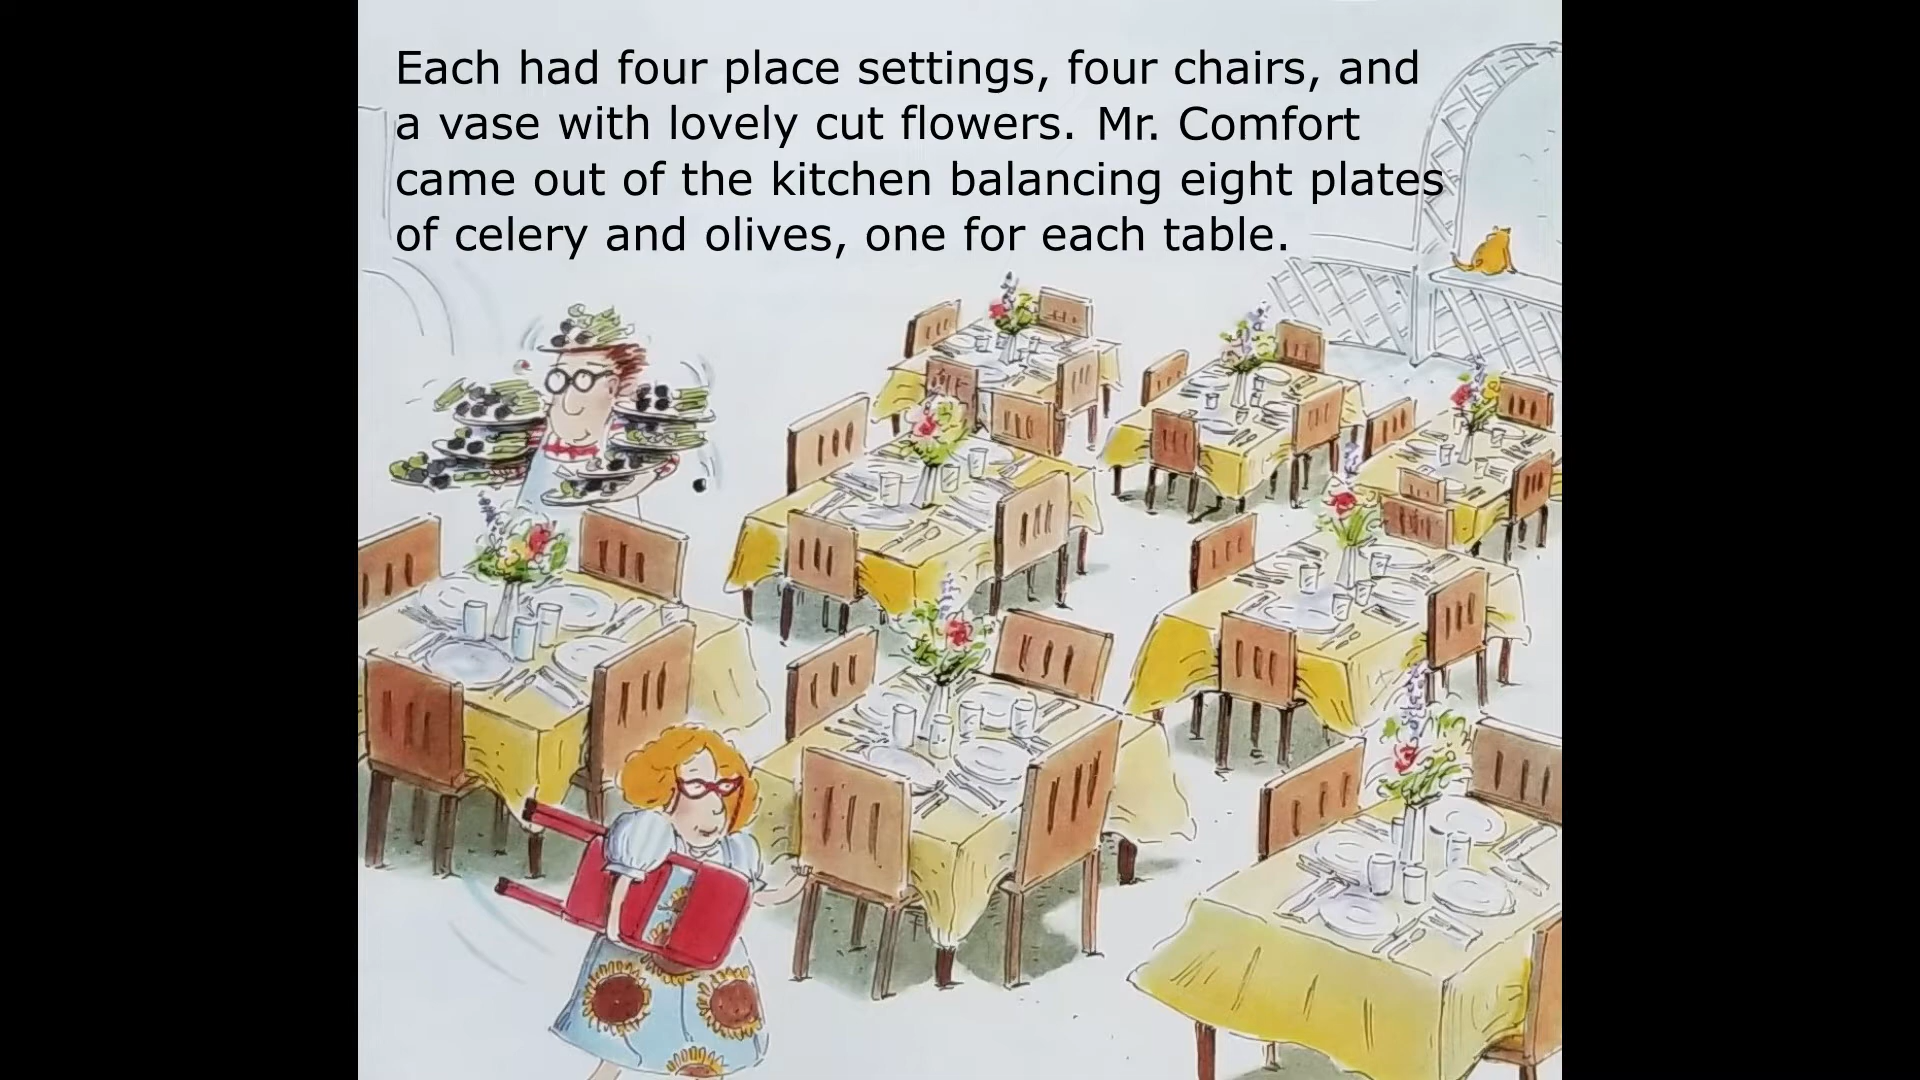 Each had four place settings, four chairs, and
a vase with lovely cut flowers. Mr. Comfort
came out of the kitchen balancing eight plates
of celery and olives, one for each table.